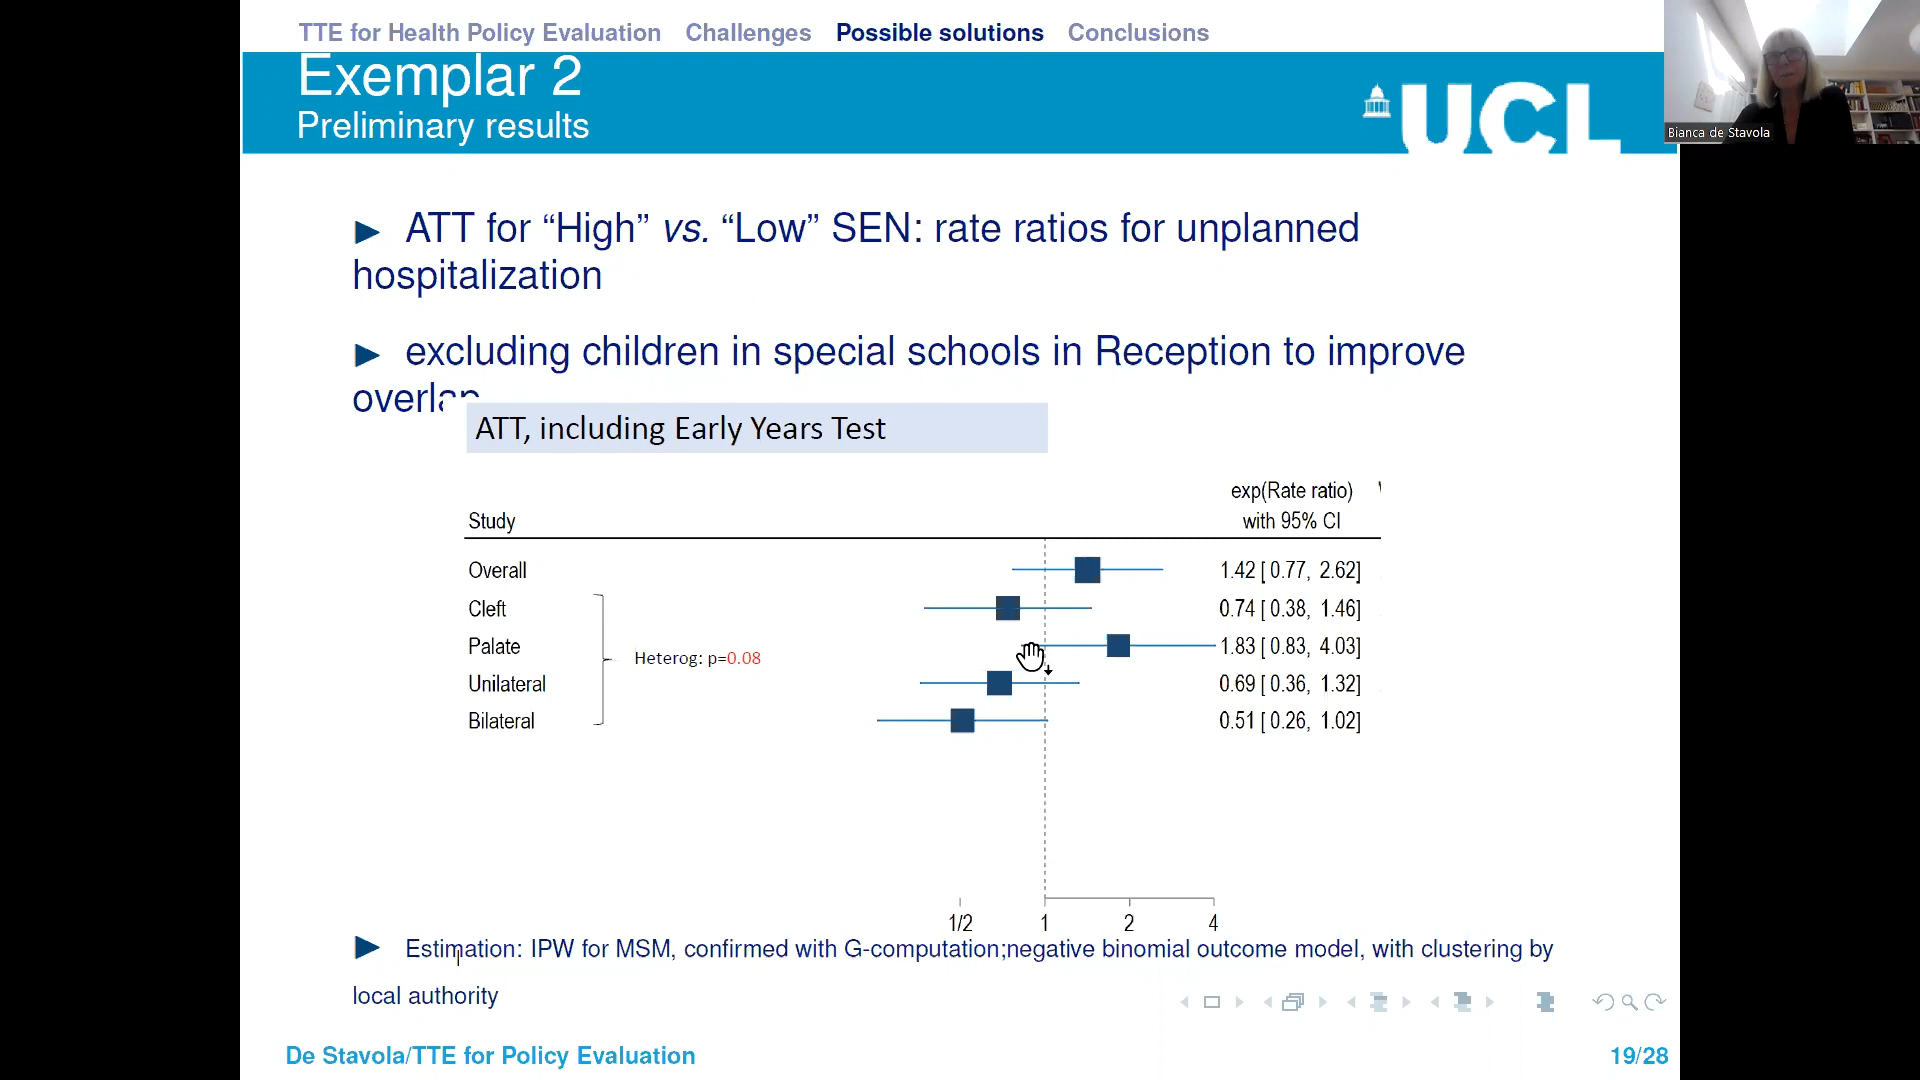 TTE for Health Policy Evaluation Challenges Possible solutions Conclusions
Exemplar 2
Preliminary results
UCL
Bianca de Stavola
► ATT for “High” vs. “Low” SEN: rate ratios for unplanned
hospitalization
► excluding children in special schools in Reception to improve
overlap
ATT, including Early Years Test
exp(Rate ratio)
Study with 95% CI
Overall 1.42 [ 0.77, 2.62]
Cleft 0.74 [ 0.38, 1.46]
Palate 1.83 [ 0.83, 4.03]
Heterog: p=0.08
Unilateral 0.69 [ 0.36, 1.32]
Bilateral 0.51 [ 0.26, 1.02]
1/2 1 2 4
► Estimation: IPW for MSM, confirmed with G-computation;negative binomial outcome model, with clustering by
local authority
De Stavola/TTE for Policy Evaluation 19/28